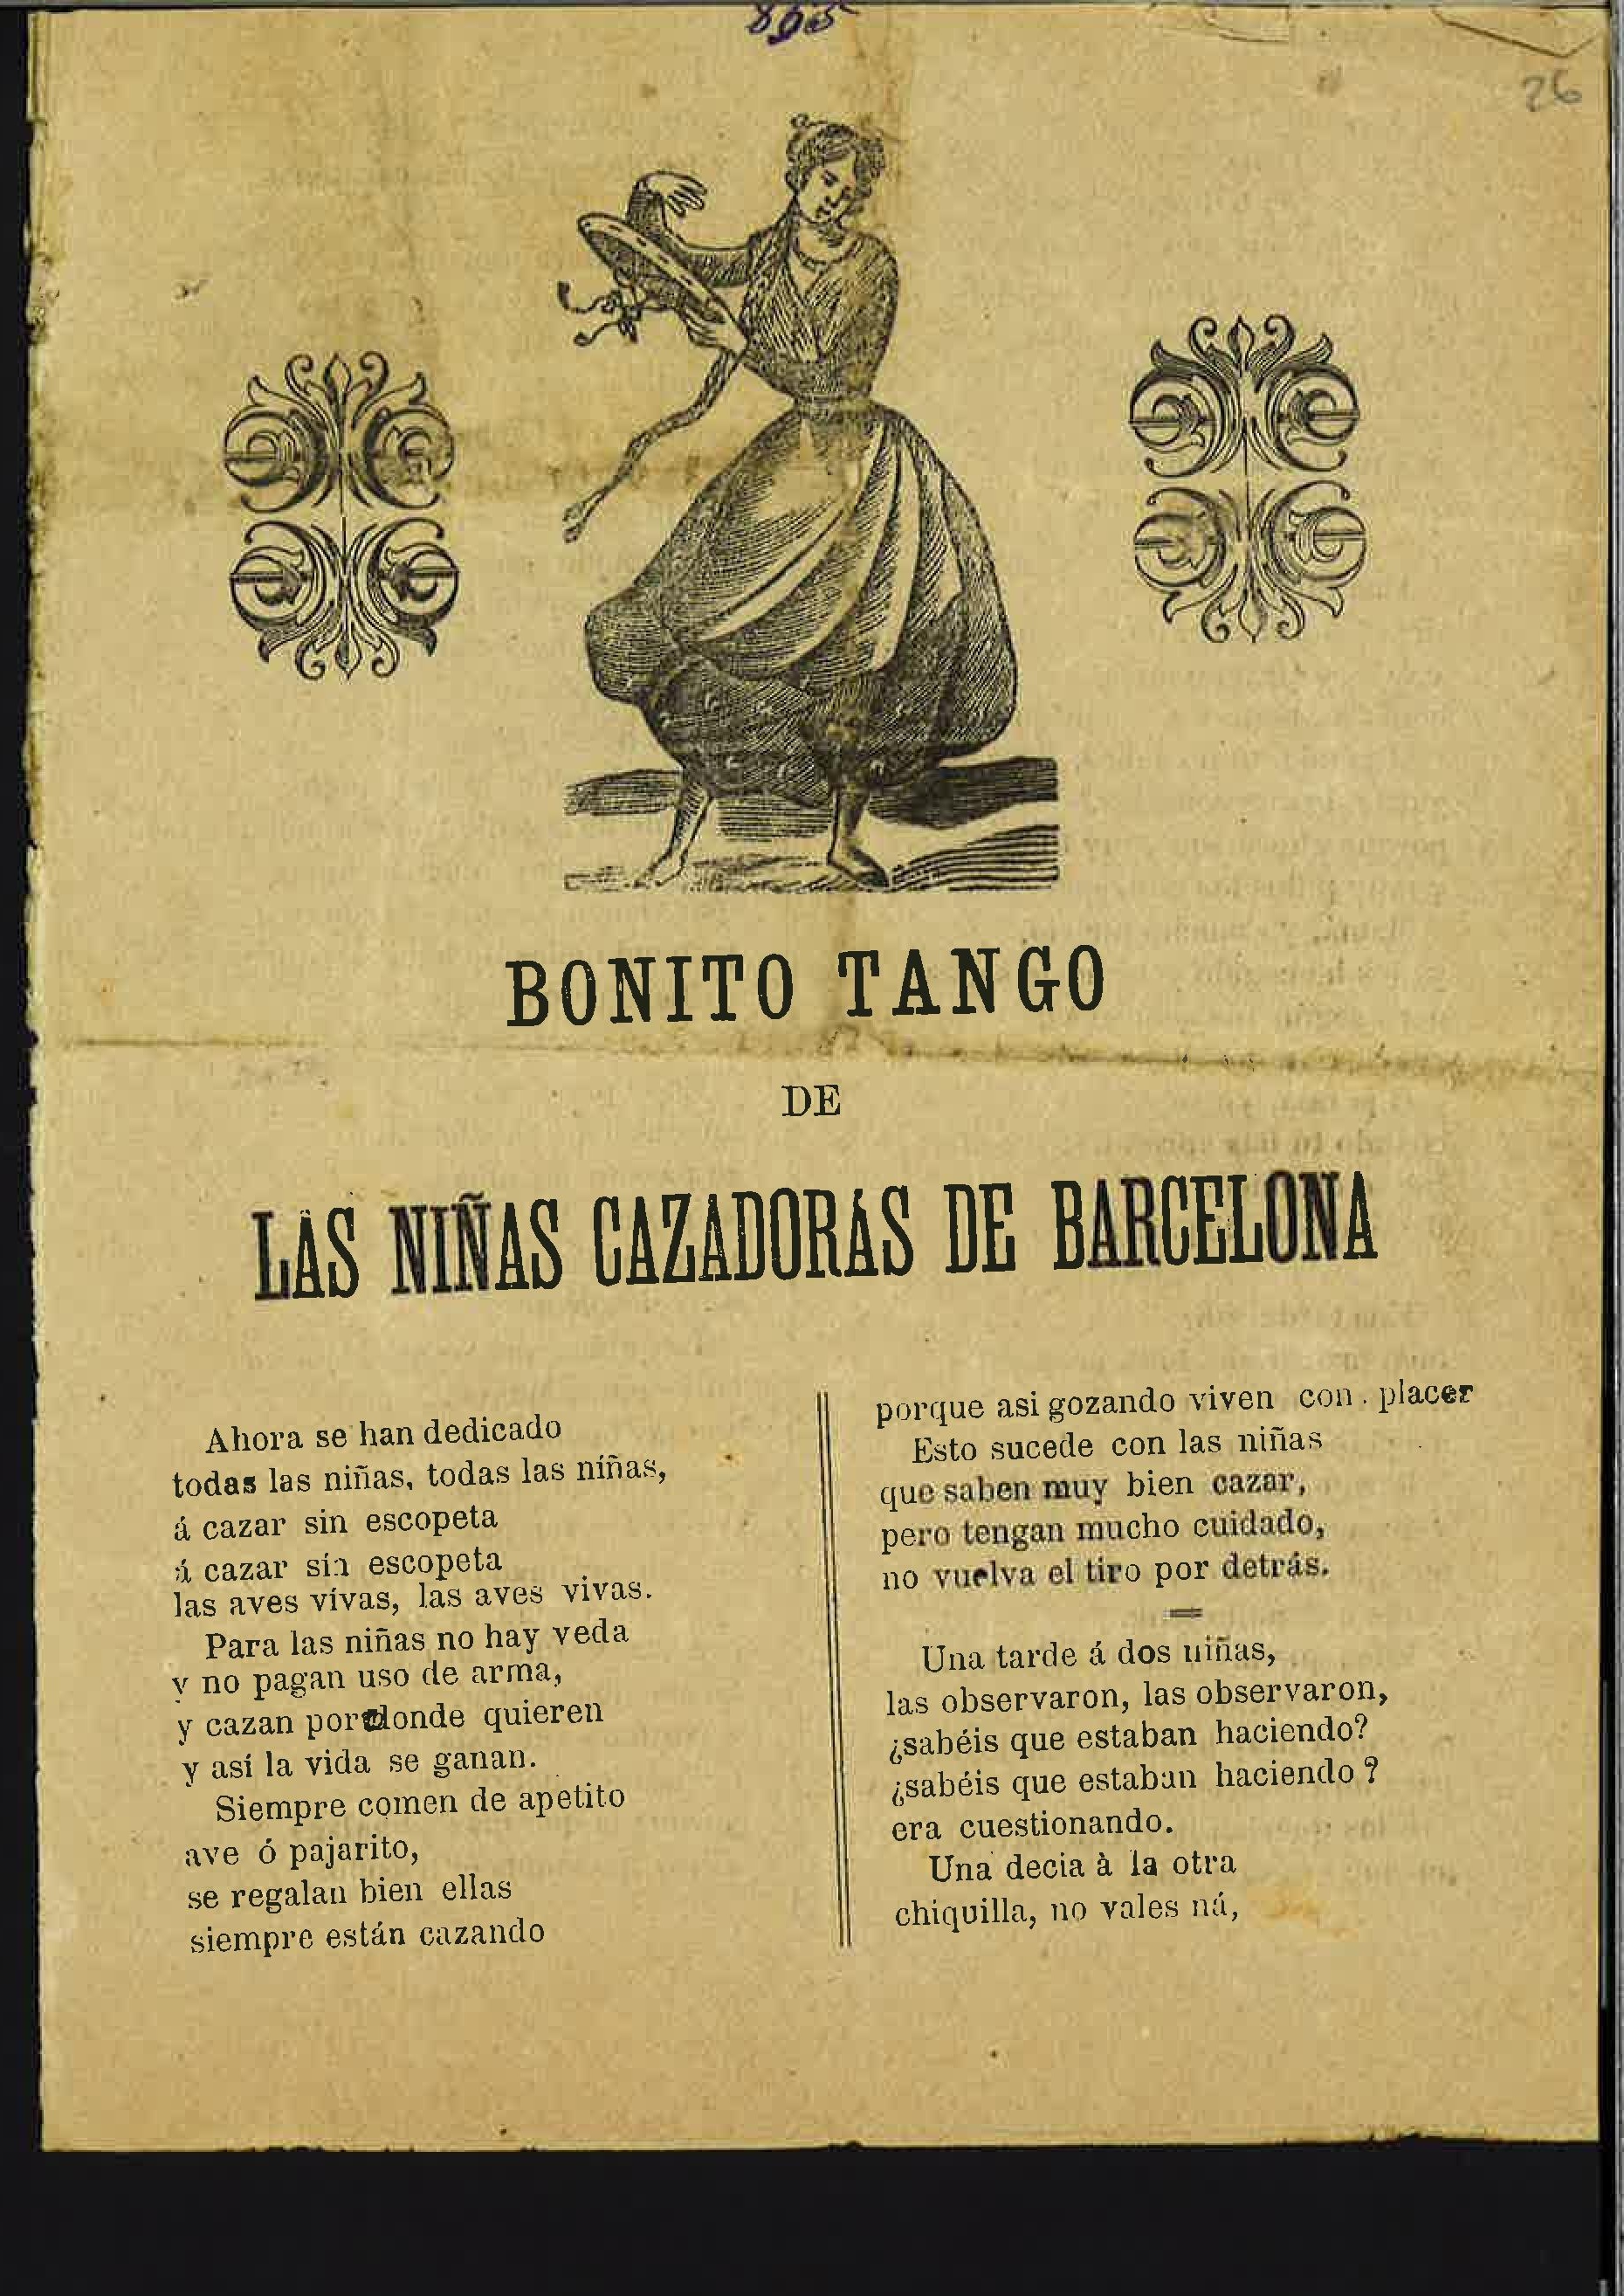 895
26
BONITO TANGO
DE
LAS NIÑAS CAZADORAS DE BARCELONA
Ahora se han dedicado
todas las niñas, todas las niñas,
á cazar sin escopeta
á cazar sin escopeta
las aves vivas, las aves vivas.
Para las niñas no hay veda
y no pagan uso de arma,
y cazan por donde quieren
y así la vida se ganan.
Siempre comen de apetito
ave ó pajarito,
se regalan bien ellas
siempre están cazando
porque asi gozando viven con. placer
Esto sucede con las niñas
que saben muy bien cazar,
pero tengan mucho cuidado,
no vuelva el tiro por detrás.
Una tarde á dos niñas,
las observaron, las observaron,
¿sabéis que estaban haciendo?
¿sabéis que estaban haciendo?
era cuestionando.
Una decia à la otra
chiquilla, no vales ná,